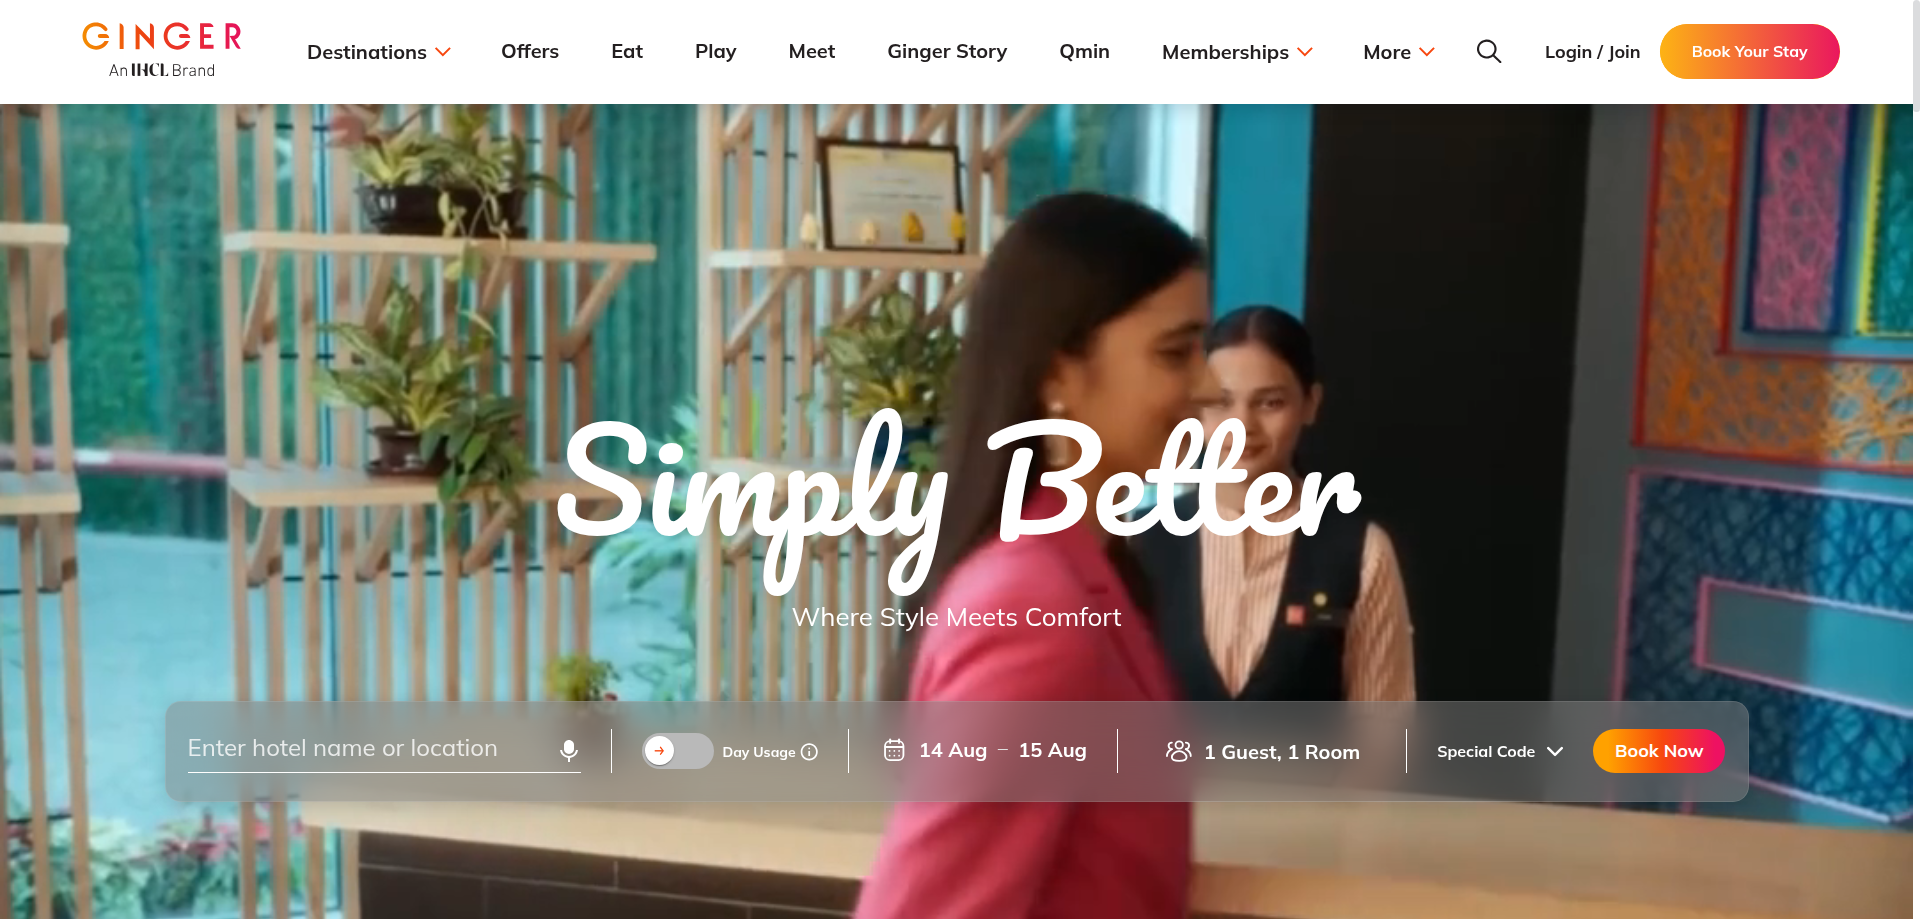 GINGER
An IHCL Brand
Destinations
Offers
Eat
Play
Meet
Ginger Story
Qmin
Memberships
More
Login / Join
Book Your Stay
Simply Better
Where Style Meets Comfort
Enter hotel name or location
Day Usage
14 Aug – 15 Aug
1 Guest, 1 Room
Special Code
Book Now